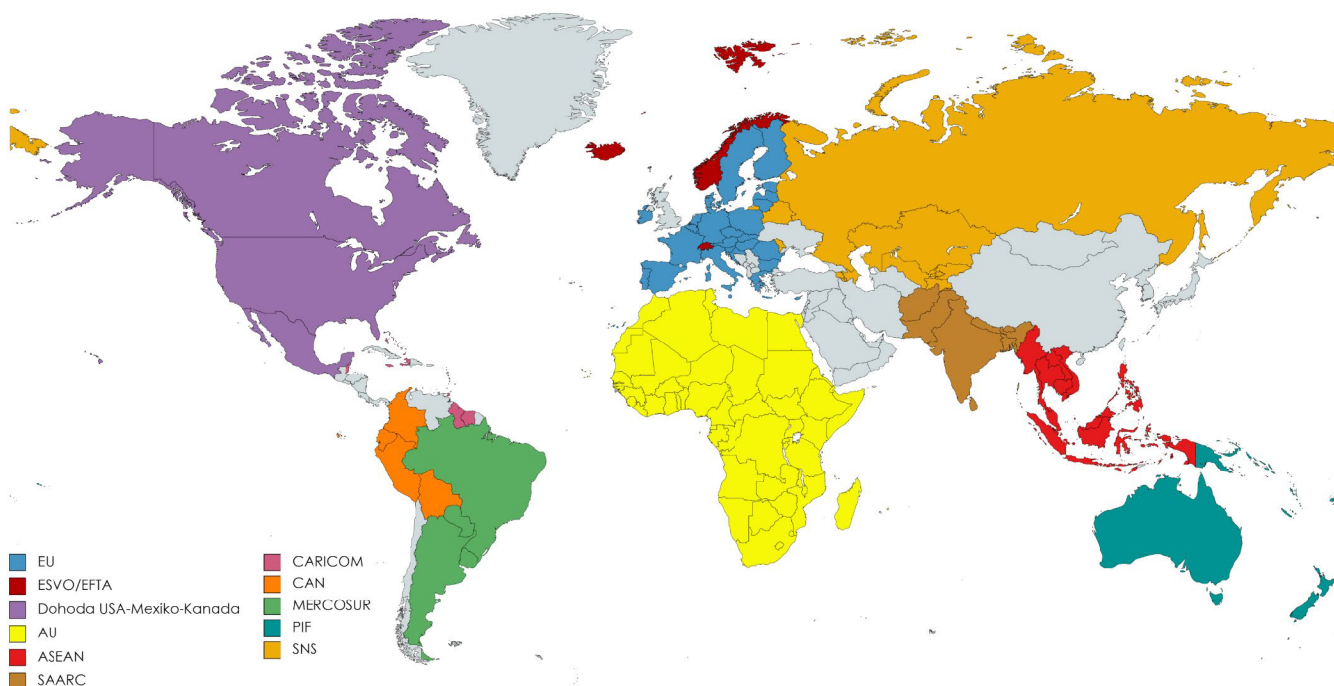 EU
ESVO/EFTA
Dohoda USA-Mexiko-Kanada
AU
ASEAN
SAARC
CARICOM
CAN
MERCOSUR
PIF
SNS